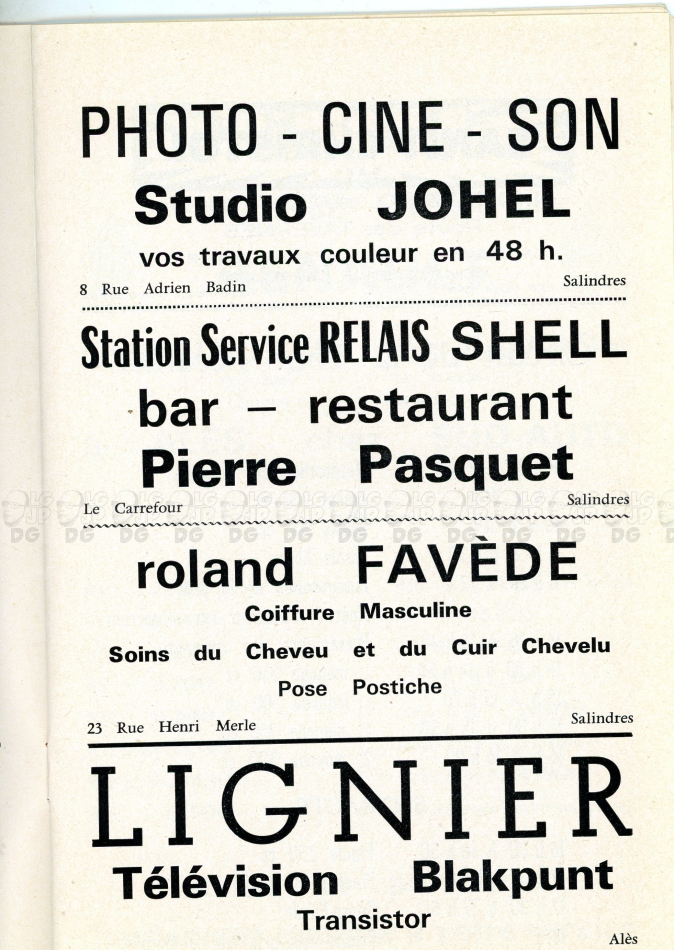 PHOTO - CINE - SON
Studio JOHEL
vos travaux couleur en 48 h.
8 Rue Adrien Badin Salindres
Station Service RELAIS SHELL
bar – restaurant
Pierre Pasquet
Le Carrefour Salindres
roland FAVÈDE
Coiffure Masculine
Soins du Cheveu et du Cuir Chevelu
Pose Postiche
23 Rue Henri Merle Salindres
LIGNIER
Télévision Blakpunt
Transistor
Alès